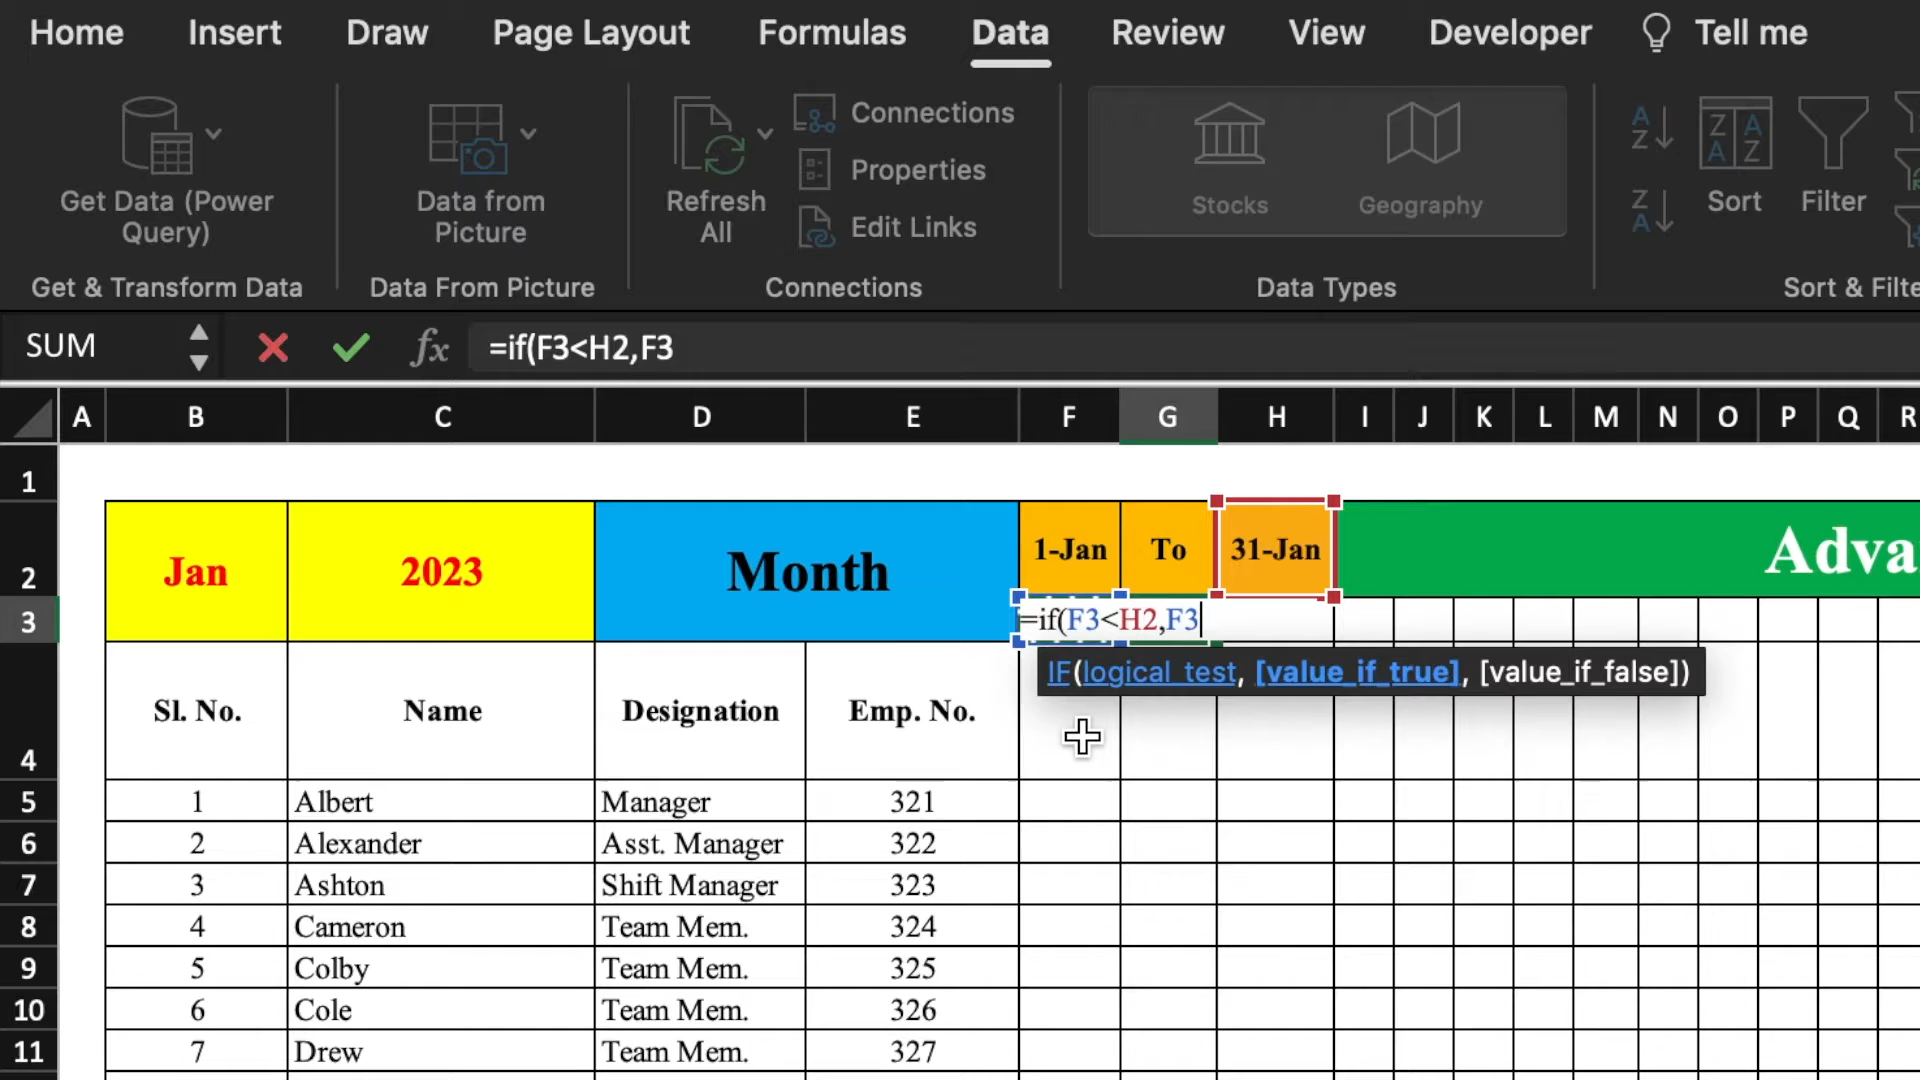 Home Insert Draw Page Layout Formulas Data Review View Developer Tell me
Get Data (Power Query)
Data from Picture
Refresh All
Connections
Properties
Edit Links
Stocks
Geography
A Z
Z A
Z A A Z
Sort
Filter
Get & Transform Data
Data From Picture
Connections
Data Types
Sort & Filte
SUM fx =if(F3<H2,F3
A B C D E F G H I J K L M N O P Q R
1
2 Jan 2023 Month 1-Jan To 31-Jan Adva
3 =if(F3<H2,F3
IF(logical_test, [value_if_true], [value_if_false])
4 Sl. No. Name Designation Emp. No.
5 1 Albert Manager 321
6 2 Alexander Asst. Manager 322
7 3 Ashton Shift Manager 323
8 4 Cameron Team Mem. 324
9 5 Colby Team Mem. 325
10 6 Cole Team Mem. 326
11 7 Drew Team Mem. 327